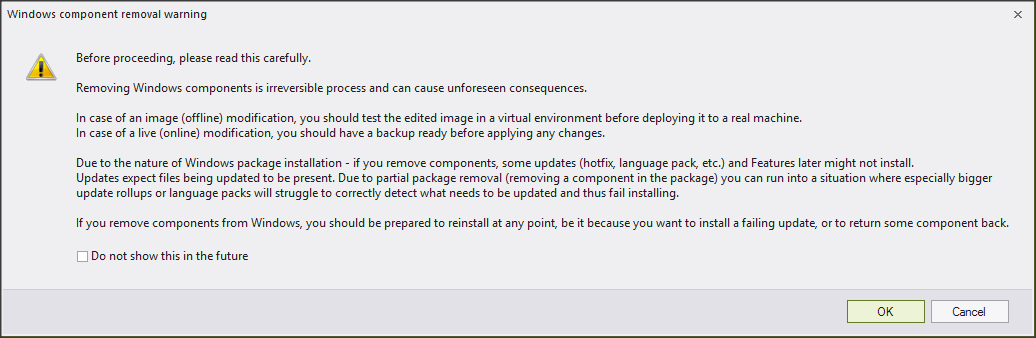 Windows component removal warning
Before proceeding, please read this carefully.
Removing Windows components is irreversible process and can cause unforeseen consequences.
In case of an image (offline) modification, you should test the edited image in a virtual environment before deploying it to a real machine.
In case of a live (online) modification, you should have a backup ready before applying any changes.
Due to the nature of Windows package installation - if you remove components, some updates (hotfix, language pack, etc.) and Features later might not install.
Updates expect files being updated to be present. Due to partial package removal (removing a component in the package) you can run into a situation where especially bigger
update rollups or language packs will struggle to correctly detect what needs to be updated and thus fail installing.
If you remove components from Windows, you should be prepared to reinstall at any point, be it because you want to install a failing update, or to return some component back.
Do not show this in the future
OK Cancel